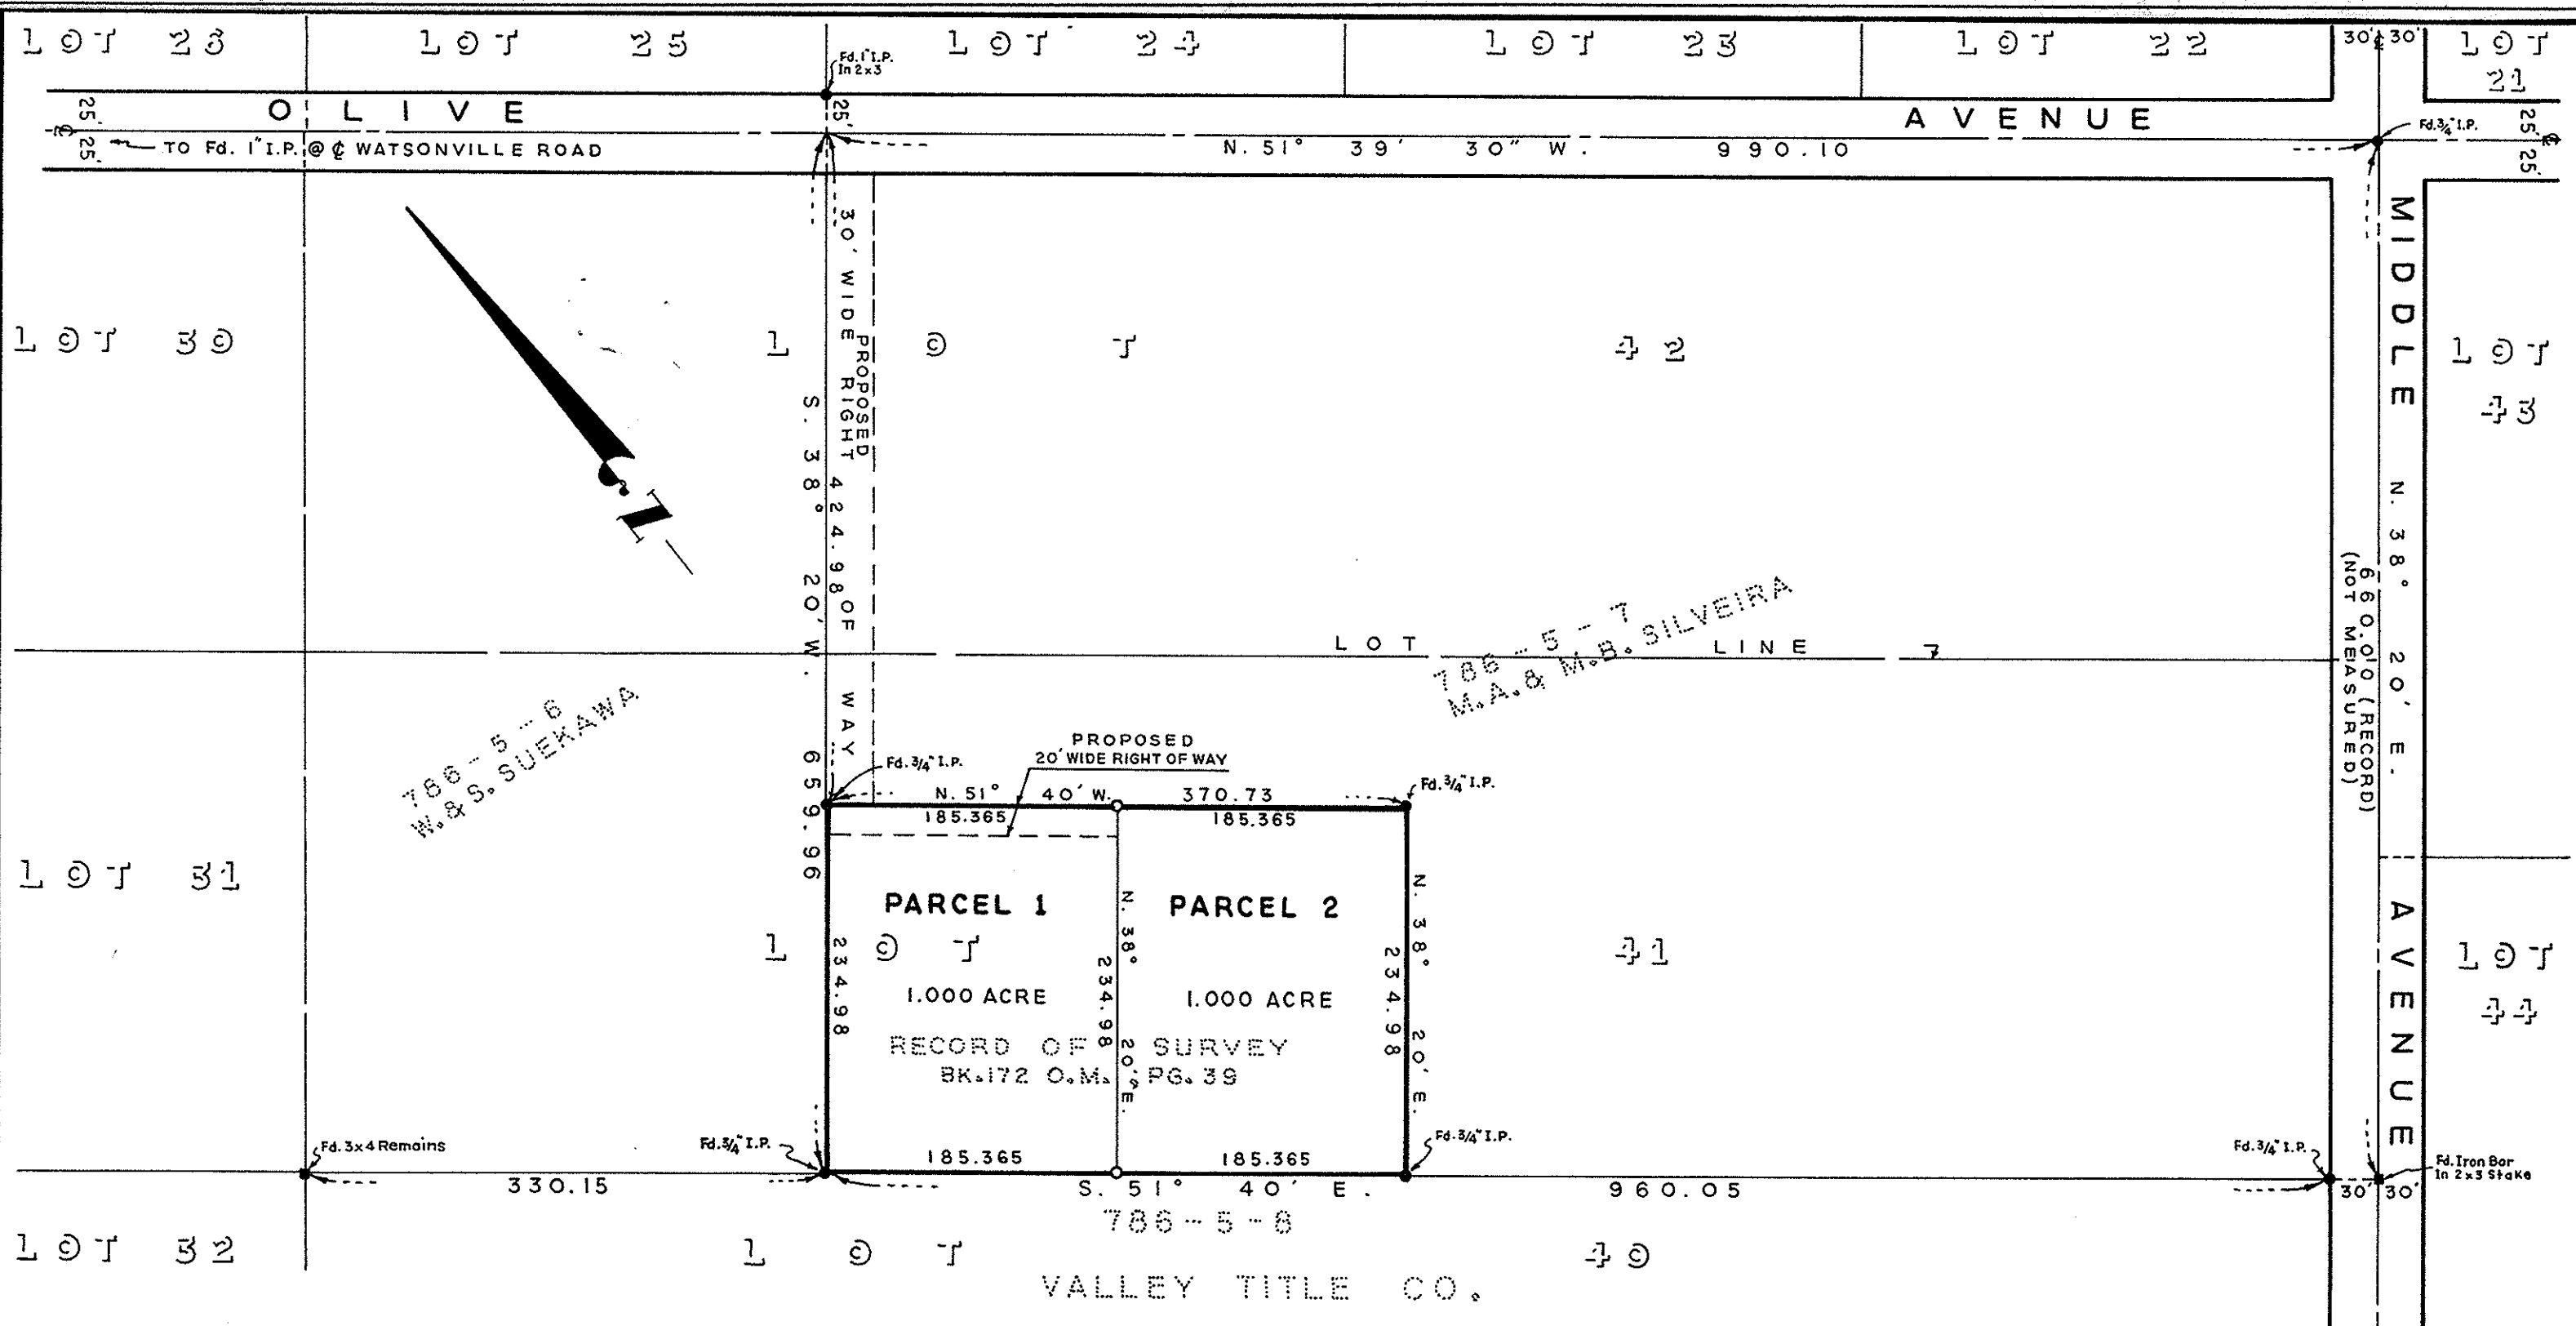 LOT 26
LOT 25
LOT 24
LOT 23
LOT 22
30' ℄ 30'
LOT
21
Fd. 1" I.P.
In 2x3
OLIVE AVENUE
25'
25'
25'
25'
25'
℄
℄
TO Fd. 1" I.P. @ ℄ WATSONVILLE ROAD
N. 51° 39' 30" W. 990.10
Fd. 3/4" I.P.
LOT 30
LOT 42
LOT
43
PROPOSED
30' WIDE RIGHT OF WAY
424.98
S. 38° 20' W. 659.96
N
MIDDLE AVENUE
N. 38° 20' E.
660.00 (RECORD)
(NOT MEASURED)
LOT LINE
786-5-7
M.A. & M.B. SILVEIRA
786-5-6
W. & S. SUEKAWA
PROPOSED
20' WIDE RIGHT OF WAY
Fd. 3/4" I.P.
N. 51° 40' W. 370.73
Fd. 3/4" I.P.
185.365
185.365
LOT 31
PARCEL 1
PARCEL 2
LOT 41
LOT
44
1.000 ACRE
1.000 ACRE
234.98
N. 38° 20' E.
234.98
N. 38° 20' E.
234.98
RECORD OF SURVEY
BK. 172 O.M. PG. 39
Fd. 3x4 Remains
Fd. 3/4" I.P.
Fd. 3/4" I.P.
Fd. 3/4" I.P.
Fd. Iron Bar
In 2x3 Stake
185.365
185.365
330.15
S. 51° 40' E. 960.05
30' 30'
786-5-8
LOT 32
LOT 40
VALLEY TITLE CO.